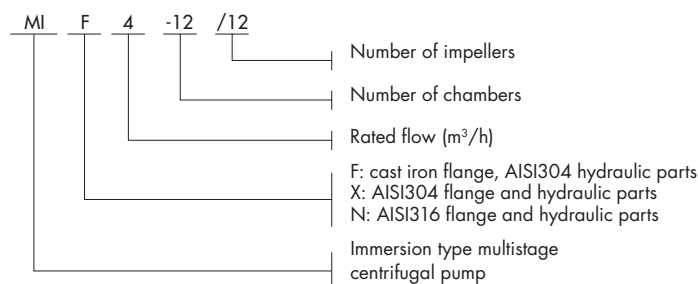 MI F 4 -12 /12
Number of impellers
Number of chambers
Rated flow (m³/h)
F: cast iron flange, AISI304 hydraulic parts
X: AISI304 flange and hydraulic parts
N: AISI316 flange and hydraulic parts
Immersion type multistage
centrifugal pump